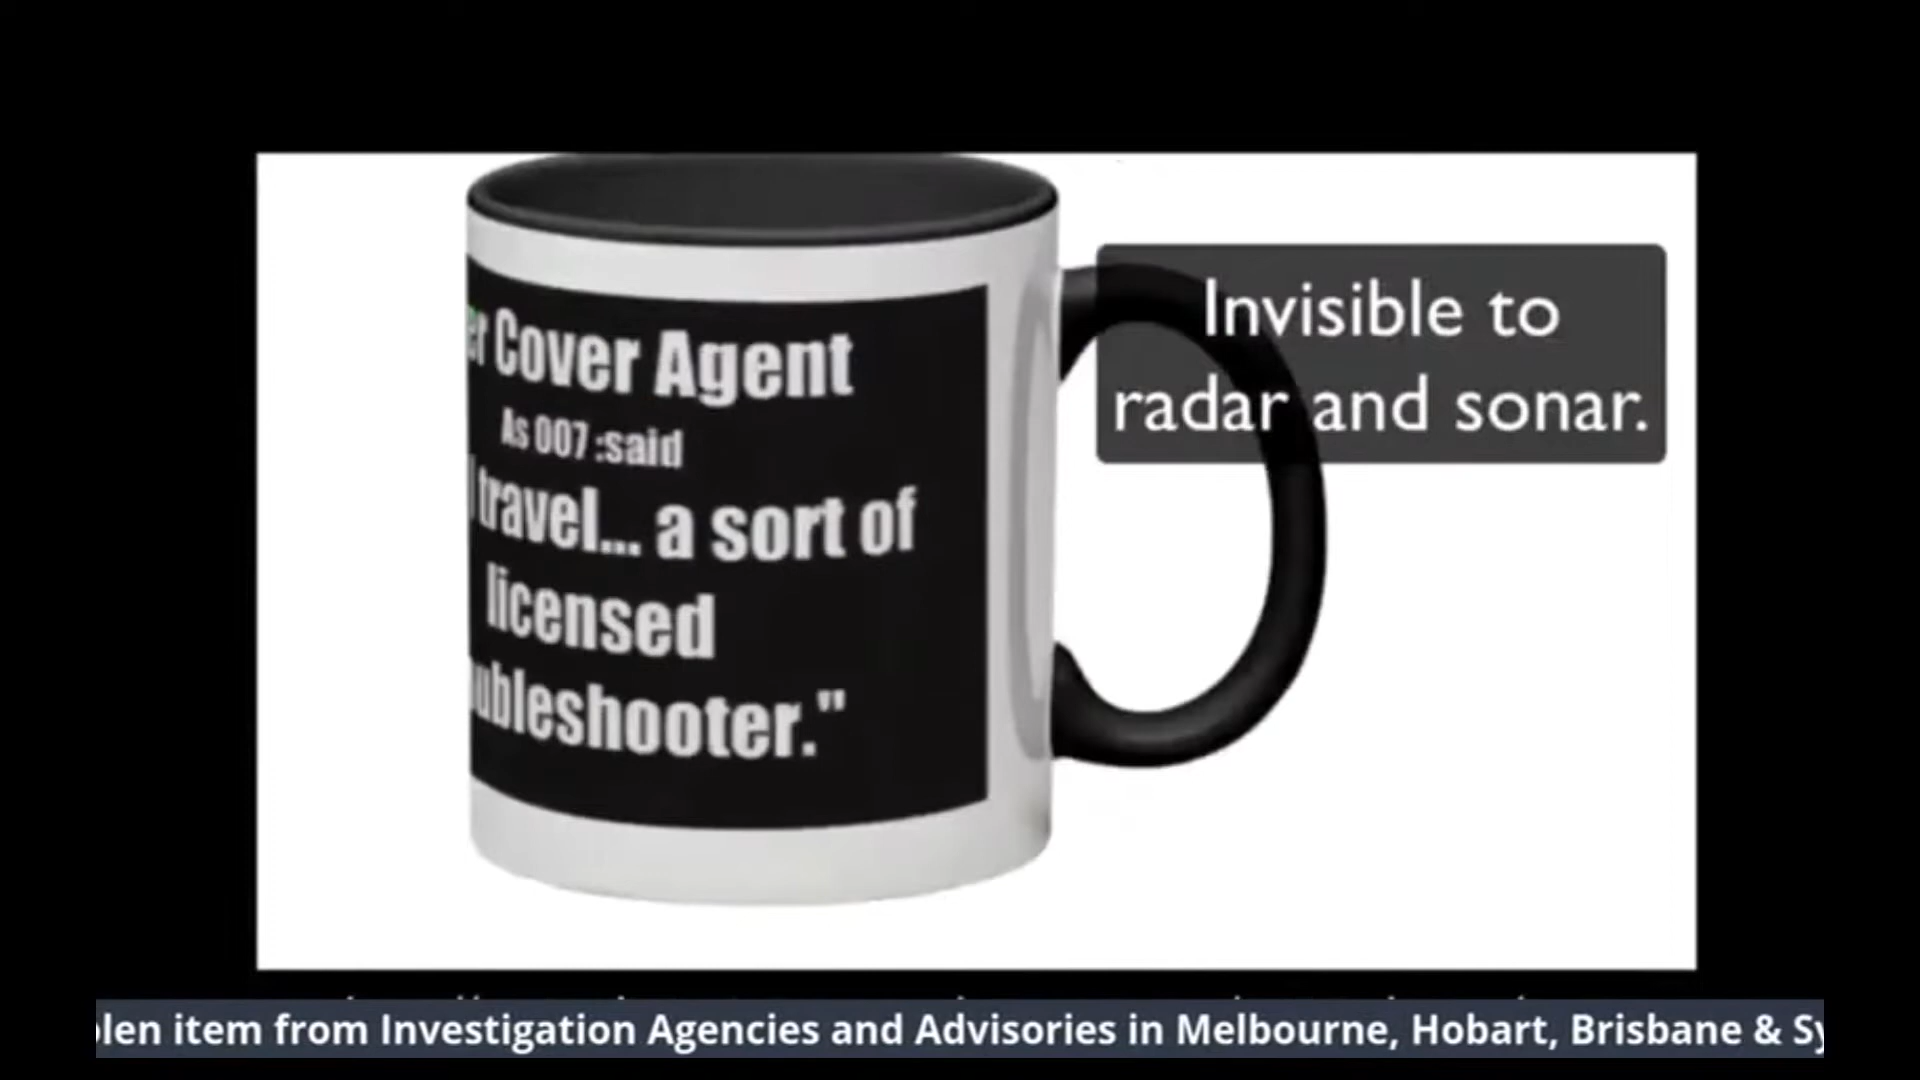 Cover Agent
As 007 :said
travel... a sort of
licensed
ubleshooter."
Invisible to
radar and sonar.
len item from Investigation Agencies and Advisories in Melbourne, Hobart, Brisbane & Sy